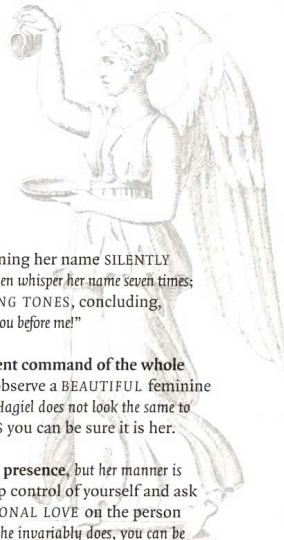 ning her name SILENTLY
en whisper her name seven times;
NG TONES, concluding,
ou before me!"
ent command of the whole
observe a BEAUTIFUL feminine
Hagiel does not look the same to
you can be sure it is her.
presence, but her manner is
p control of yourself and ask
ONAL LOVE on the person
he invariably does, you can be